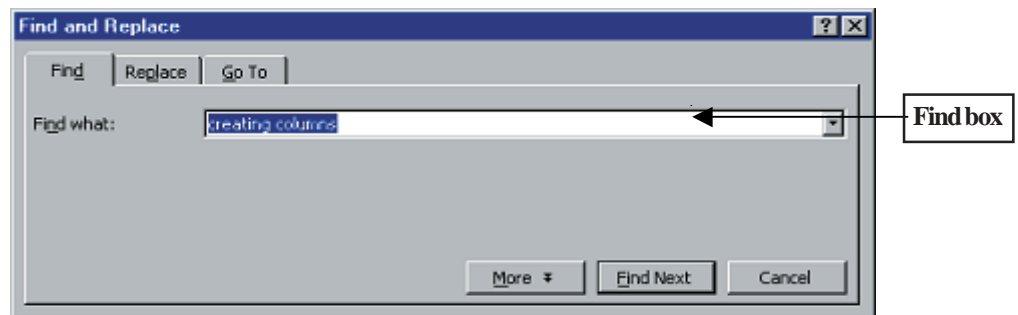 Find and Replace
Find Replace Go To
Find what: creating columns
Find box
More Find Next Cancel